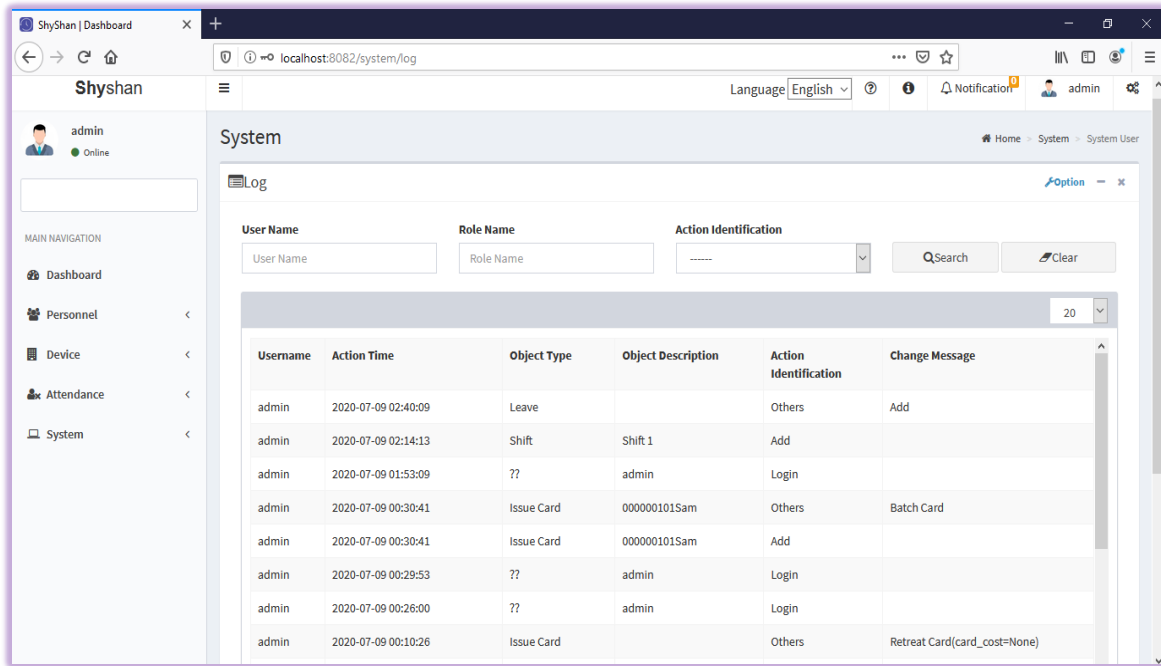 ShyShan | Dashboard
localhost:8082/system/log
Shyshan
Language English
0
Notification
admin
admin
Online
System
Home > System > System User
Log
Option
MAIN NAVIGATION
Dashboard
Personnel
Device
Attendance
System
User Name Role Name Action Identification
User Name Role Name ------ Search Clear
20
Username Action Time Object Type Object Description Action Identification Change Message
admin 2020-07-09 02:40:09 Leave Others Add
admin 2020-07-09 02:14:13 Shift Shift 1 Add
admin 2020-07-09 01:53:09 ?? admin Login
admin 2020-07-09 00:30:41 Issue Card 000000101Sam Others Batch Card
admin 2020-07-09 00:30:41 Issue Card 000000101Sam Add
admin 2020-07-09 00:29:53 ?? admin Login
admin 2020-07-09 00:26:00 ?? admin Login
admin 2020-07-09 00:10:26 Issue Card Others Retreat Card(card_cost=None)